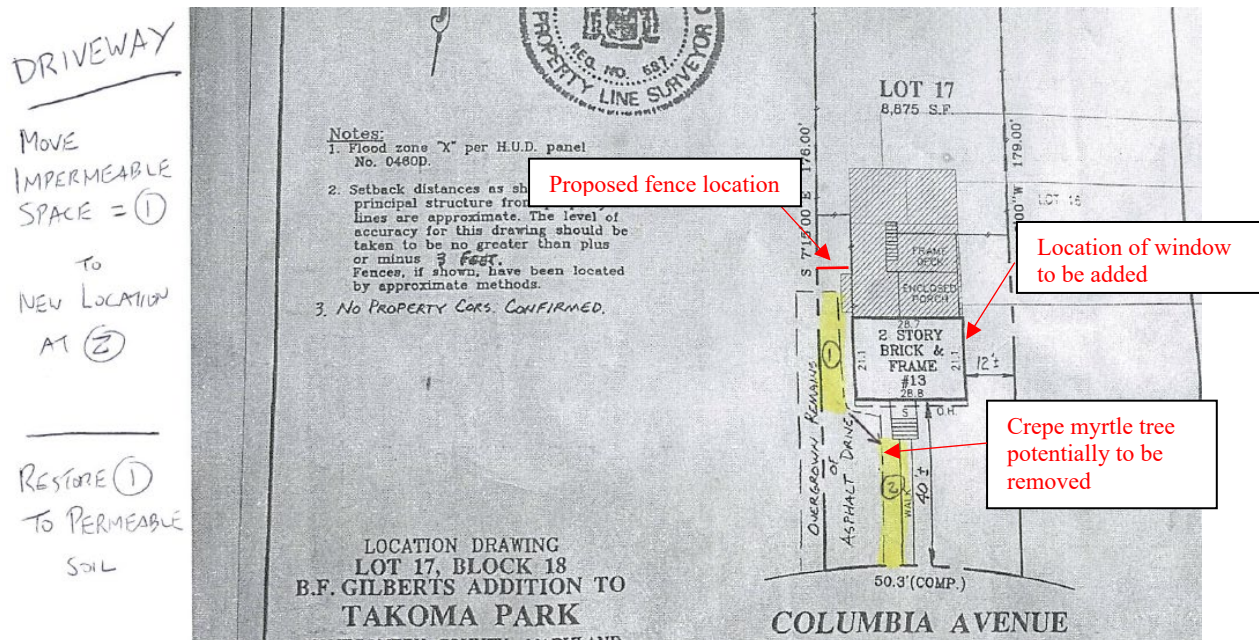 DRIVEWAY
MOVE
IMPERMEABLE
SPACE = 1
TO
NEW LOCATION
AT 2
RESTORE 1
TO PERMEABLE
SOIL
REG. NO. 587
PROPERTY LINE SURVEYOR
Notes:
1. Flood zone "X" per H.U.D. panel
No. 0460D.
2. Setback distances as sh
principal structure from
lines are approximate. The level of
accuracy for this drawing should be
taken to be no greater than plus
or minus 3 FEET.
Fences, if shown, have been located
by approximate methods.
3. NO PROPERTY CORS. CONFIRMED.
Proposed fence location
LOT 17
8,875 S.F.
S 7°15'00 E 176.00'
00"W 179.00'
LOT 16
Location of window
to be added
FRAME
DECK
ENCLOSED
PORCH
28.7
2 STORY
BRICK &
FRAME
#13
28.8
21.1
21.1
12'±
S
O.H.
1
OVERGROWN REMAINS
OF
ASPHALT DRIVE
2
WALK
40'±
Crepe myrtle tree
potentially to be
removed
50.3'(COMP.)
COLUMBIA AVENUE
LOCATION DRAWING
LOT 17, BLOCK 18
B.F. GILBERTS ADDITION TO
TAKOMA PARK